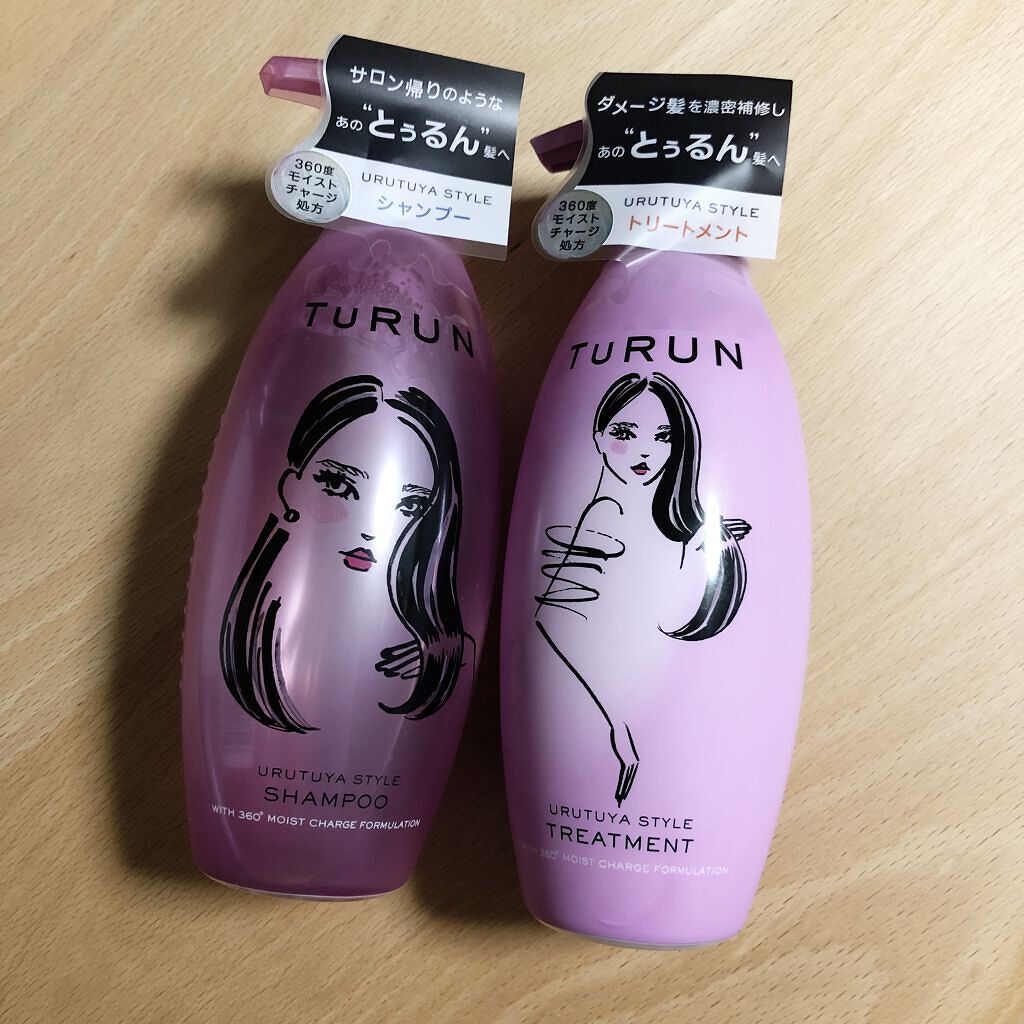 サロン帰りのような
あの“とぅるん”髪へ
360度
モイスト
チャージ
処方
URUTUYA STYLE
シャンプー
TURUN
URUTUYA STYLE
SHAMPOO
WITH 360° MOIST CHARGE FORMULATION
ダメージ髪を濃密補修し
あの“とぅるん”髪へ
360度
モイスト
チャージ
処方
URUTUYA STYLE
トリートメント
TURUN
URUTUYA STYLE
TREATMENT
WITH 360° MOIST CHARGE FORMULATION